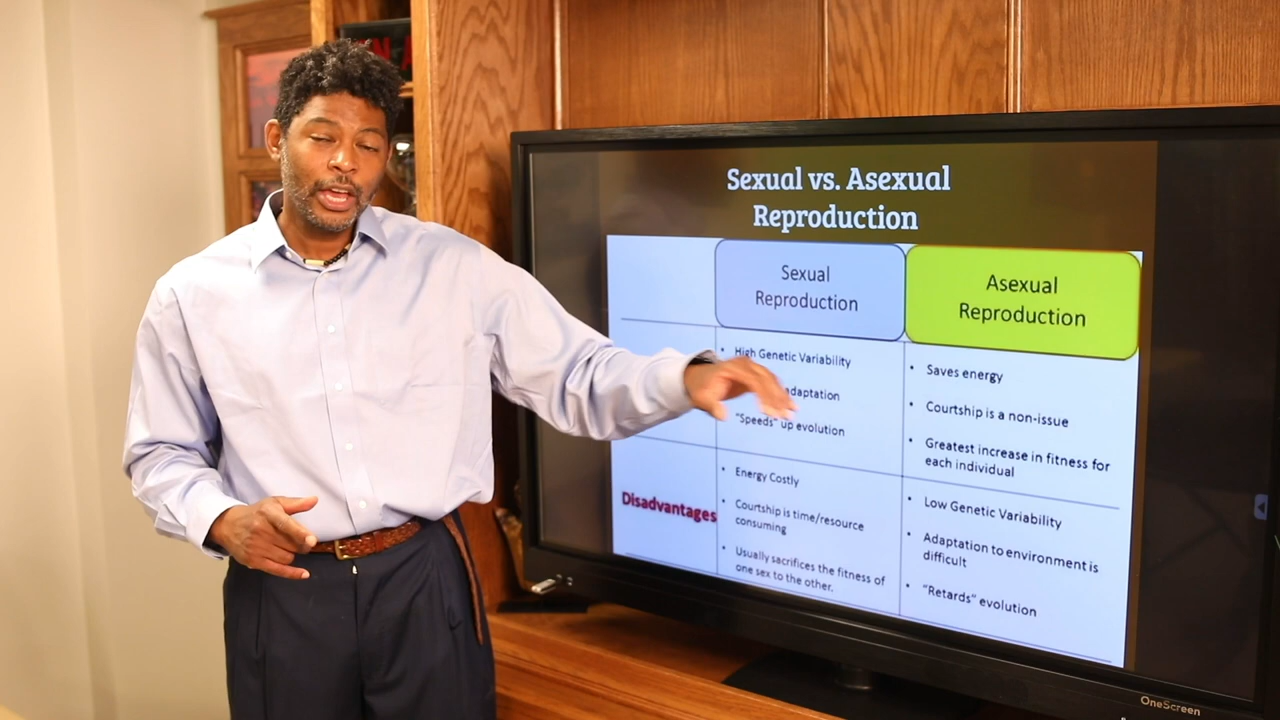 Sexual vs. Asexual
Reproduction
Sexual
Reproduction
Asexual
Reproduction
• High Genetic Variability
adaptation
"Speeds" up evolution
• Saves energy
• Courtship is a non-issue
• Greatest increase in fitness for
each individual
Disadvantages
• Energy Costly
• Courtship is time/resource
consuming
• Usually sacrifices the fitness of
one sex to the other.
• Low Genetic Variability
• Adaptation to environment is
difficult
• "Retards" evolution
OneScreen